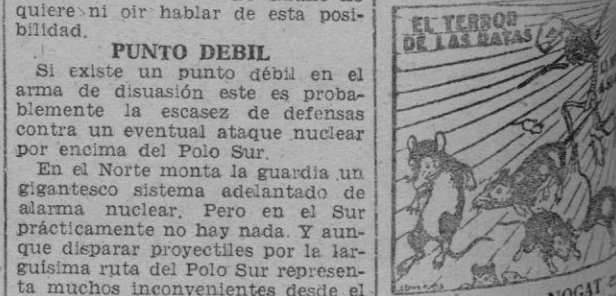 quiere ni oir hablar de esta posi-
bilidad.
PUNTO DEBIL
Si existe un punto débil en el
arma de disuasión este es proba-
blemente la escasez de defensas
contra un eventual ataque nuclear
por encima del Polo Sur.
En el Norte monta la guardia un
gigantesco sistema adelantado de
alarma nuclear. Pero en el Sur
prácticamente no hay nada. Y aun-
que disparar proyectiles por la lar-
guísima ruta del Polo Sur represen-
ta muchos inconvenientes desde el
EL TERROR
DE LAS RATAS
NOGAT